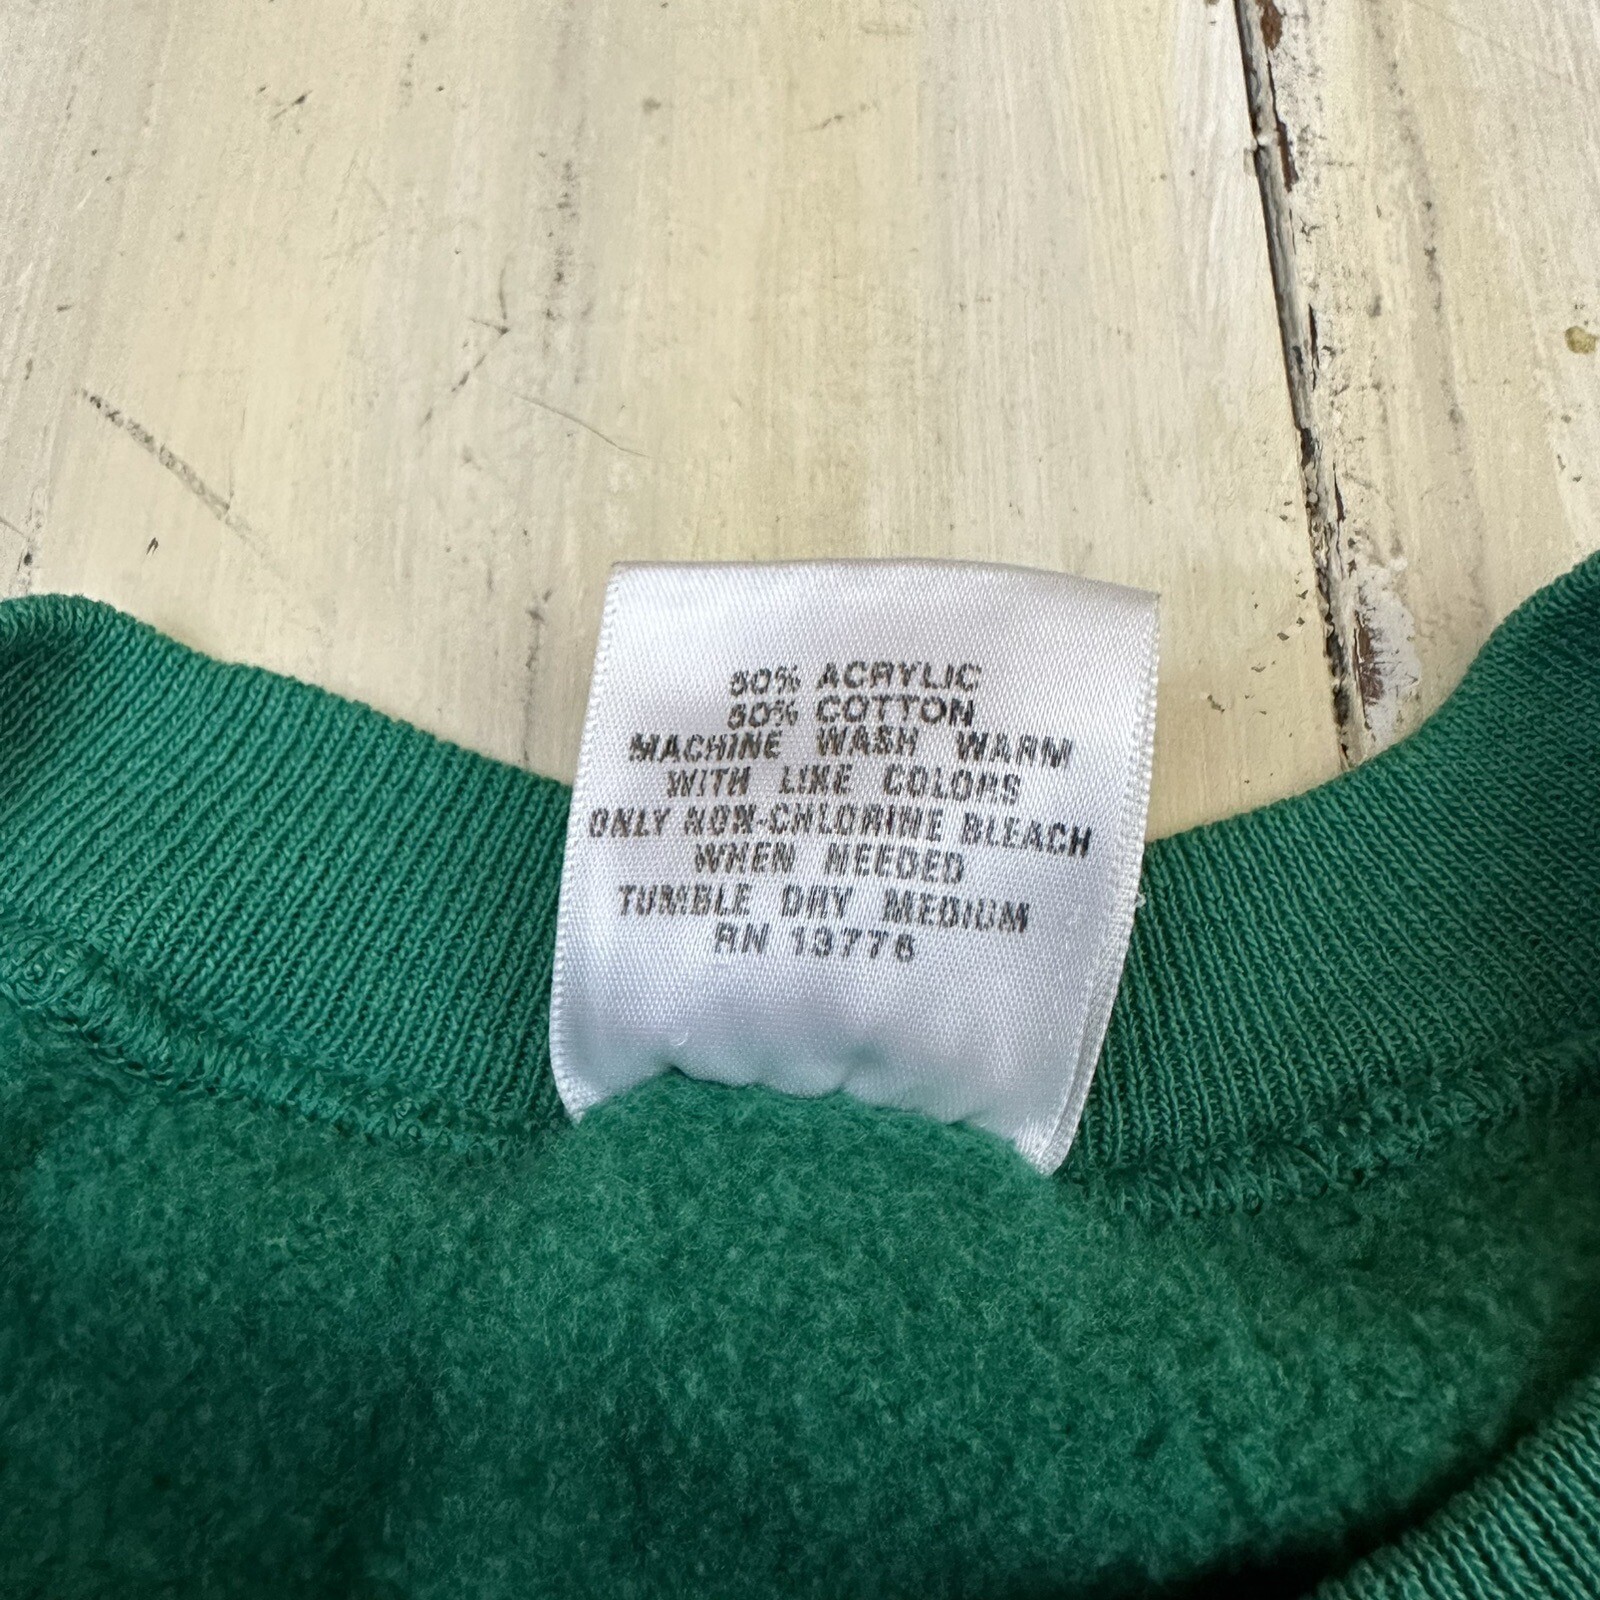 50% ACRYLIC
50% COTTON
MACHINE WASH WARM
WITH LIKE COLORS
ONLY NON-CHLORINE BLEACH
WHEN NEEDED
TUMBLE DRY MEDIUM
RN 13776